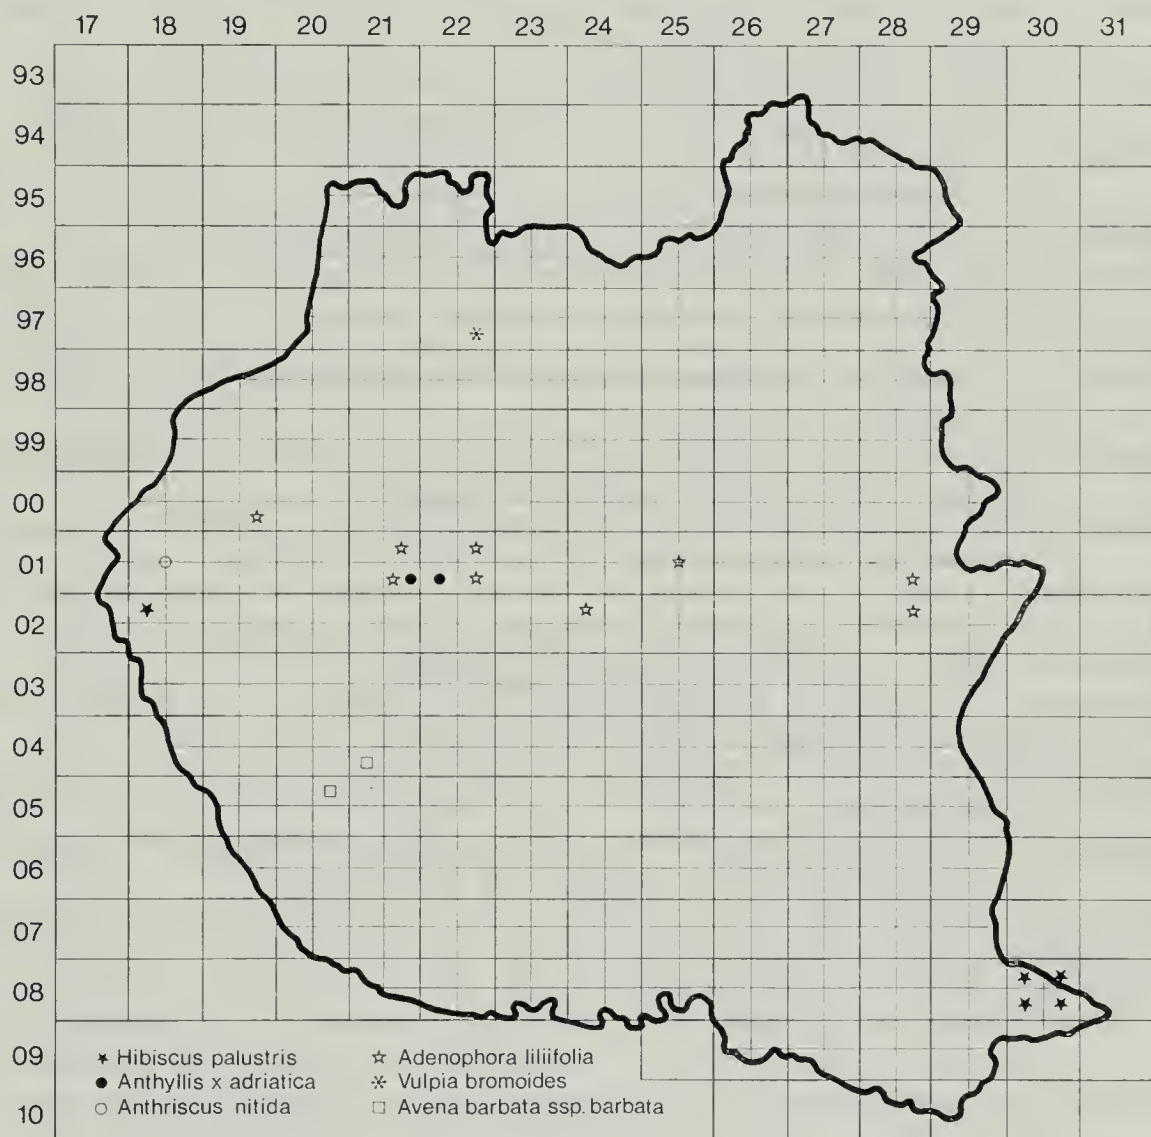 17 18 19 20 21 22 23 24 25 26 27 28 29 30 31
93
94
95
96
97
98
99
00
01
02
03
04
05
06
07
08
09
10
Hibiscus palustris
Anthyllis x adriatica
Anthriscus nitida
Adenophora liliifolia
Vulpia bromoides
Avena barbata ssp. barbata